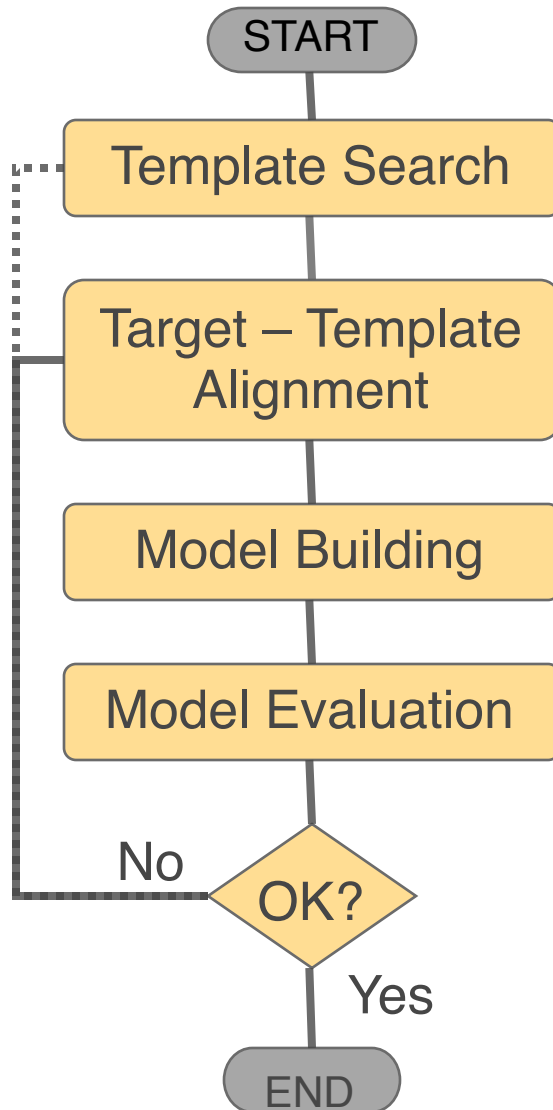 START
Template Search
Target – Template
Alignment
Model Building
Model Evaluation
No
OK?
Yes
END